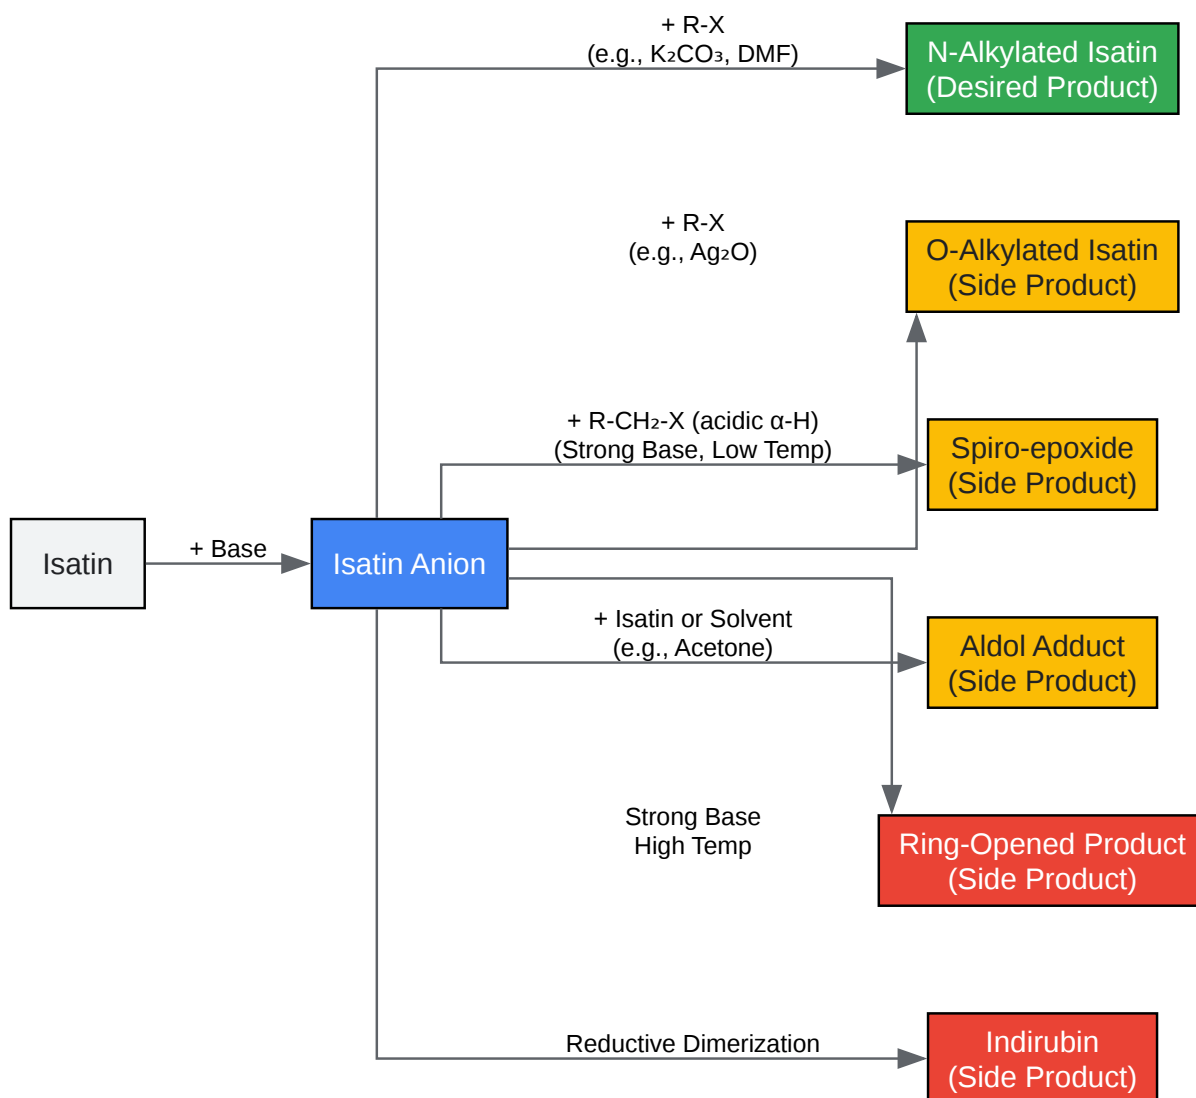 + R-X
(e.g., K₂CO₃, DMF)
N-Alkylated Isatin
(Desired Product)
+ R-X
(e.g., Ag₂O)
O-Alkylated Isatin
(Side Product)
+ R-CH₂-X (acidic α-H)
(Strong Base, Low Temp)
Spiro-epoxide
(Side Product)
Isatin
+ Base
Isatin Anion
+ Isatin or Solvent
(e.g., Acetone)
Aldol Adduct
(Side Product)
Strong Base
High Temp
Ring-Opened Product
(Side Product)
Reductive Dimerization
Indirubin
(Side Product)